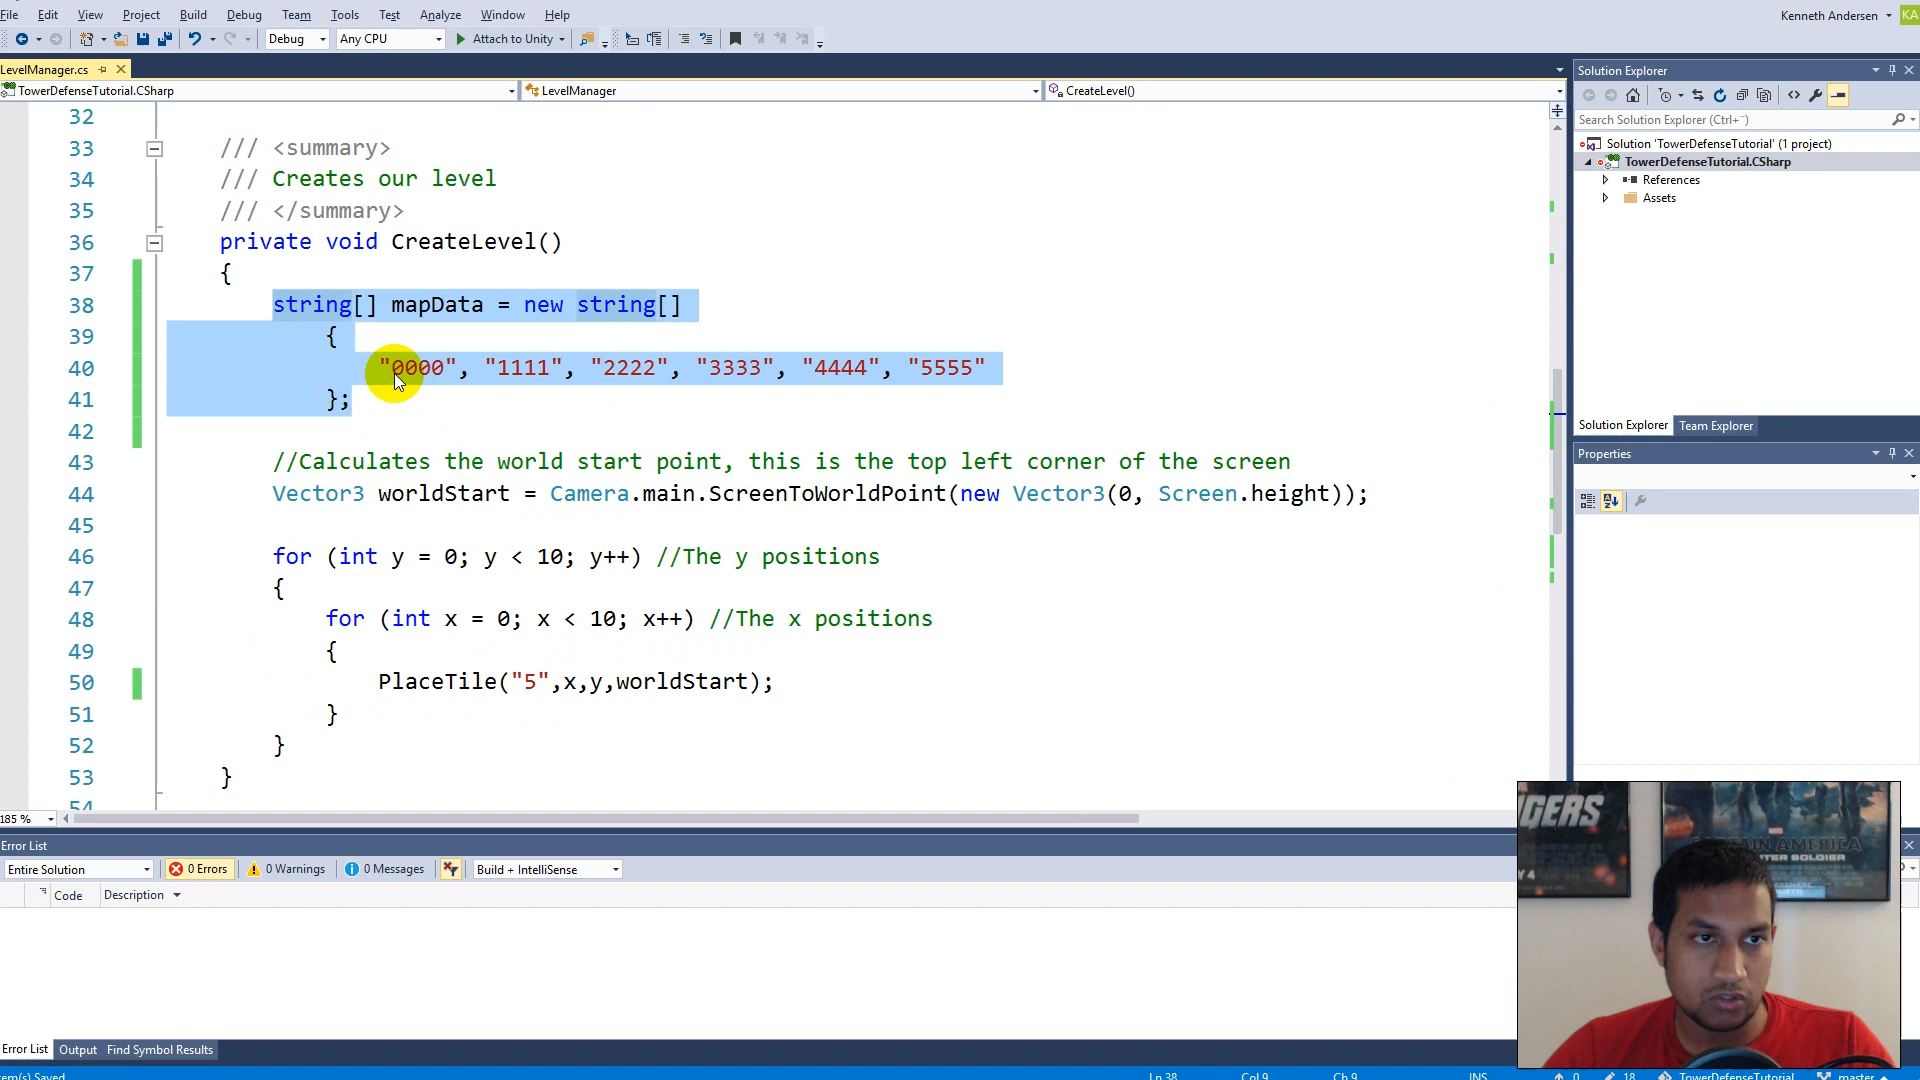 File Edit View Project Build Debug Team Tools Test Analyze Window Help
Kenneth Andersen KA
Debug Any CPU Attach to Unity
LevelManager.cs
TowerDefenseTutorial.CSharp LevelManager CreateLevel()
32
33 /// <summary>
34 /// Creates our level
35 /// </summary>
36 private void CreateLevel()
37 {
38 string[] mapData = new string[]
39 {
40 "0000", "1111", "2222", "3333", "4444", "5555"
41 };
42
43 //Calculates the world start point, this is the top left corner of the screen
44 Vector3 worldStart = Camera.main.ScreenToWorldPoint(new Vector3(0, Screen.height));
45
46 for (int y = 0; y < 10; y++) //The y positions
47 {
48 for (int x = 0; x < 10; x++) //The x positions
49 {
50 PlaceTile("5",x,y,worldStart);
51 }
52 }
53 }
54
185 %
Solution Explorer
Search Solution Explorer (Ctrl+¨)
Solution 'TowerDefenseTutorial' (1 project)
TowerDefenseTutorial.CSharp
References
Assets
Solution Explorer Team Explorer
Properties
Error List
Entire Solution 0 Errors 0 Warnings 0 Messages Build + IntelliSense
Code Description
Error List Output Find Symbol Results
Saved Ln 38 Col 9 Ch 9 INS 0 18 TowerDefenseTutorial master